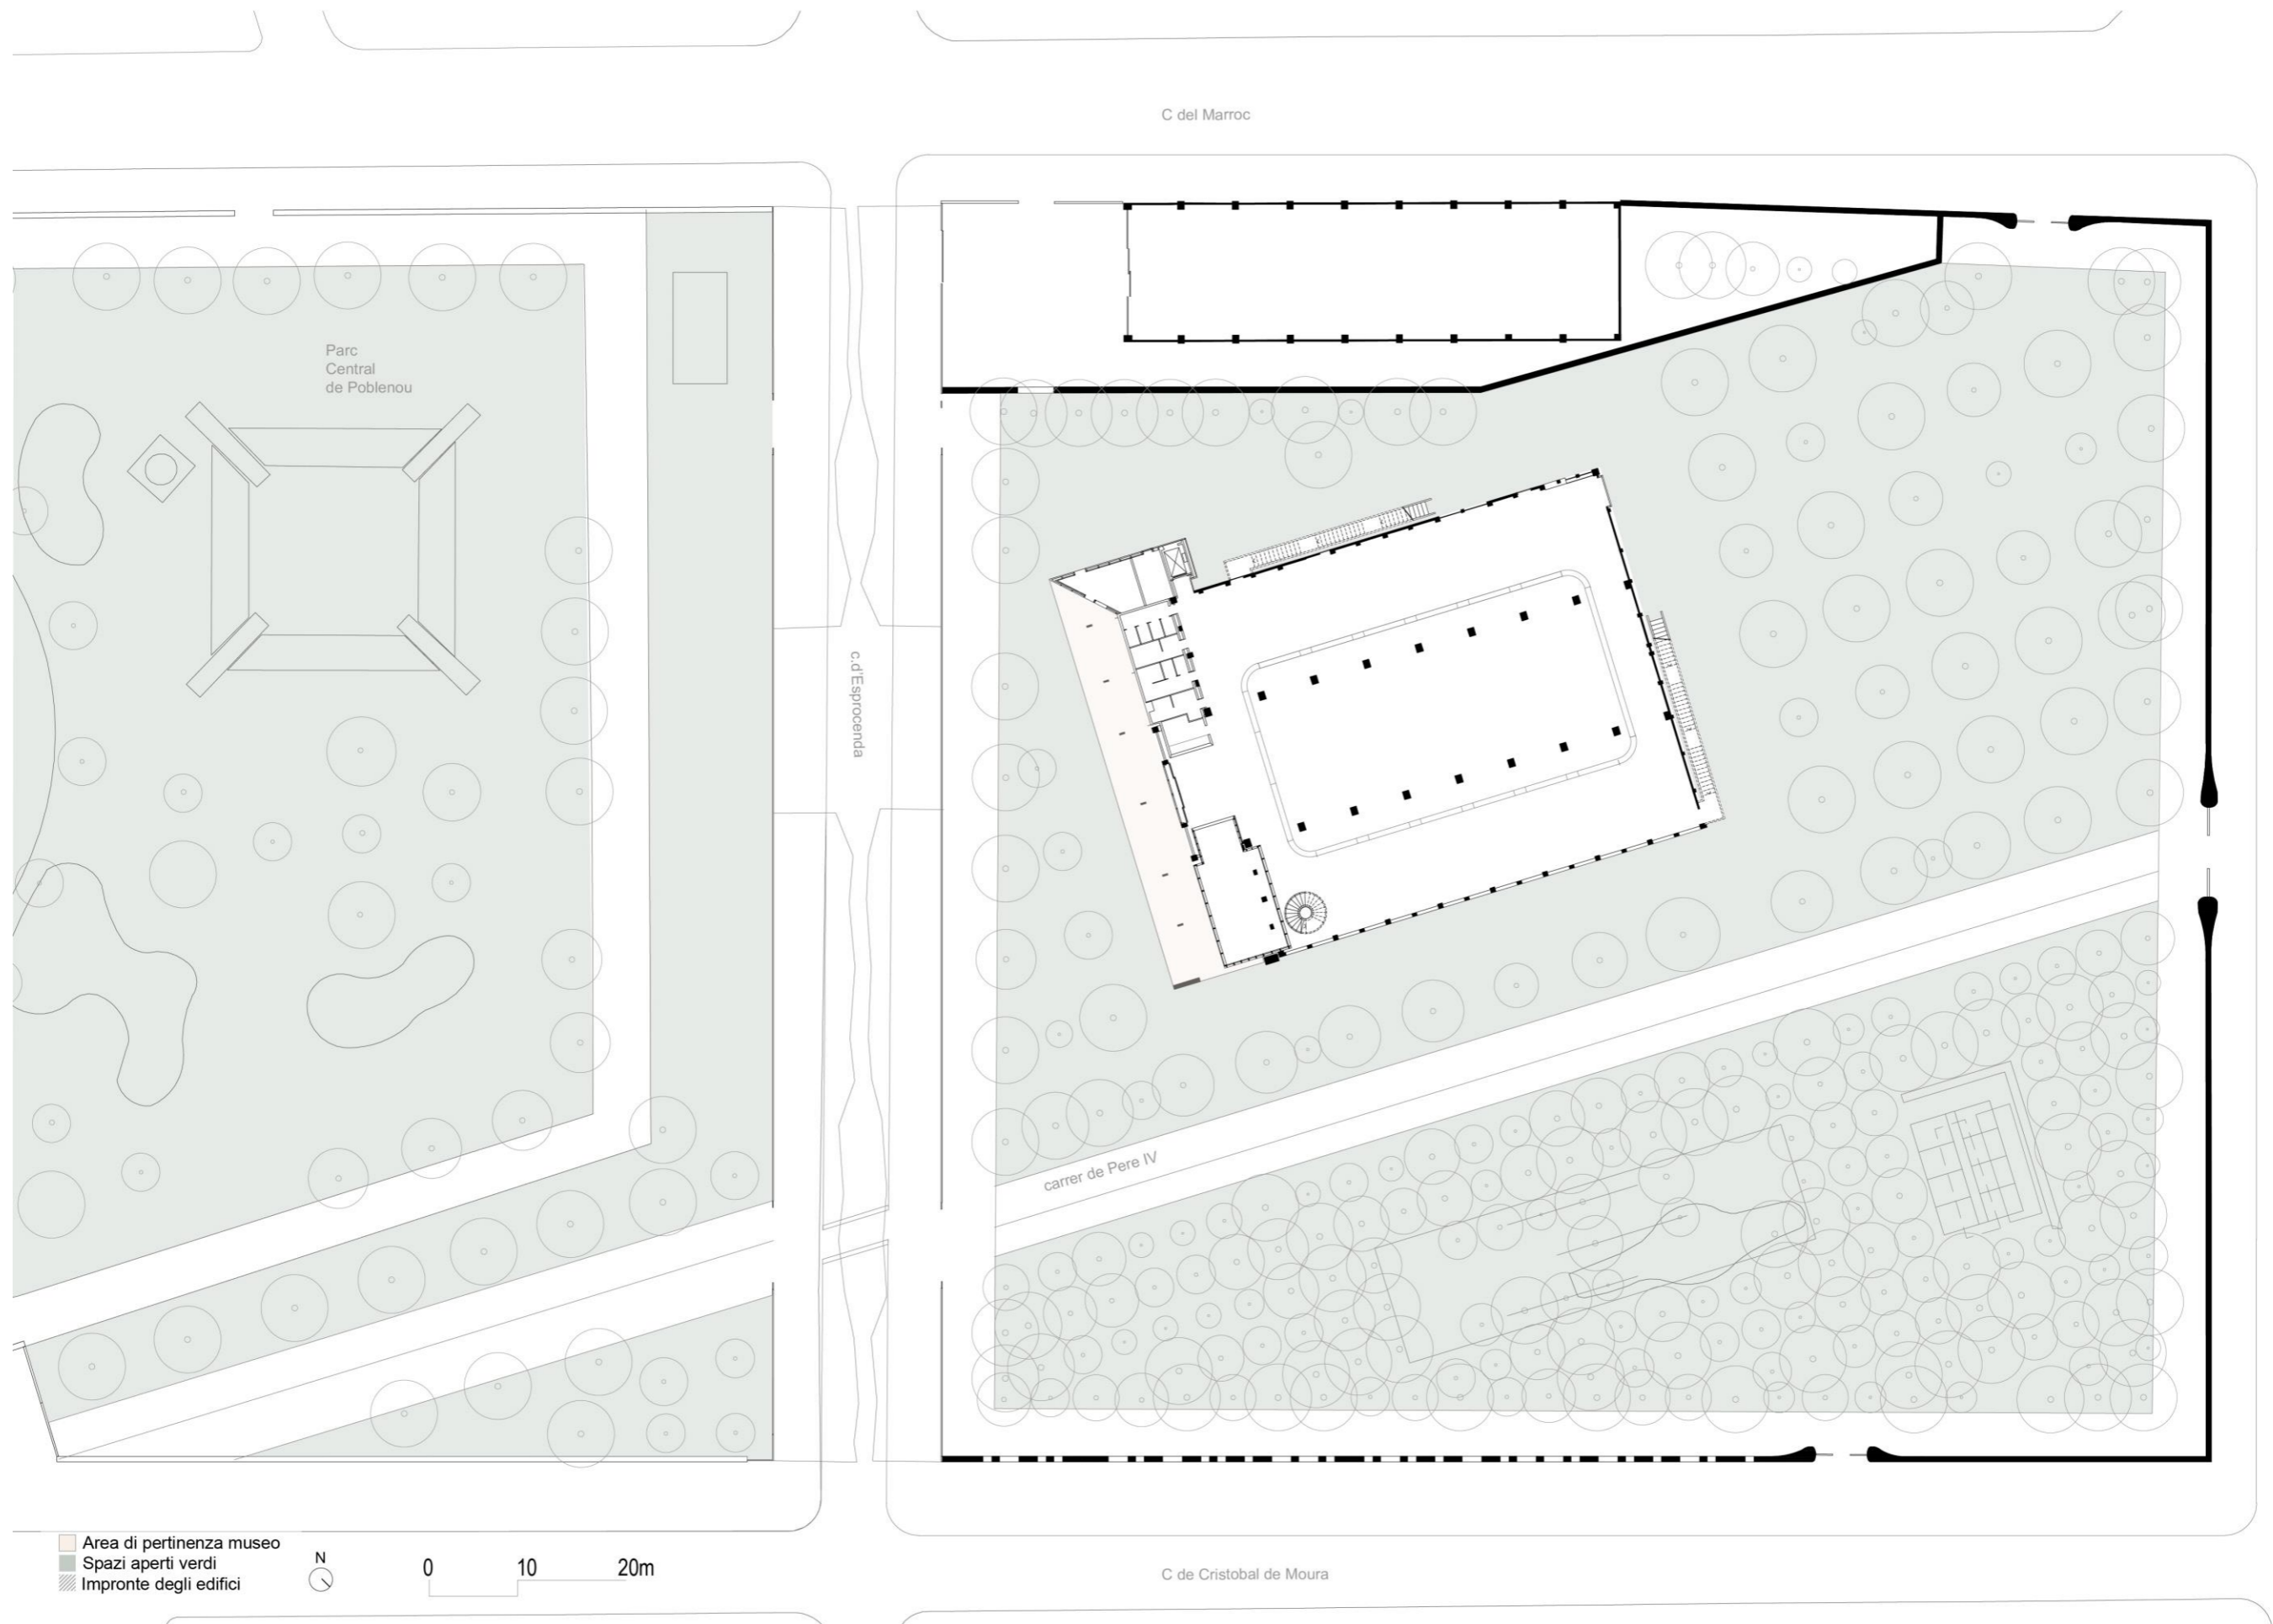 C del Marroc
Parc
Central
de Poblenou
c.d'Esprocenda
carrer de Pere IV
Area di pertinenza museo
Spazi aperti verdi
Impronte degli edifici
N
0 10 20m
C de Cristobal de Moura